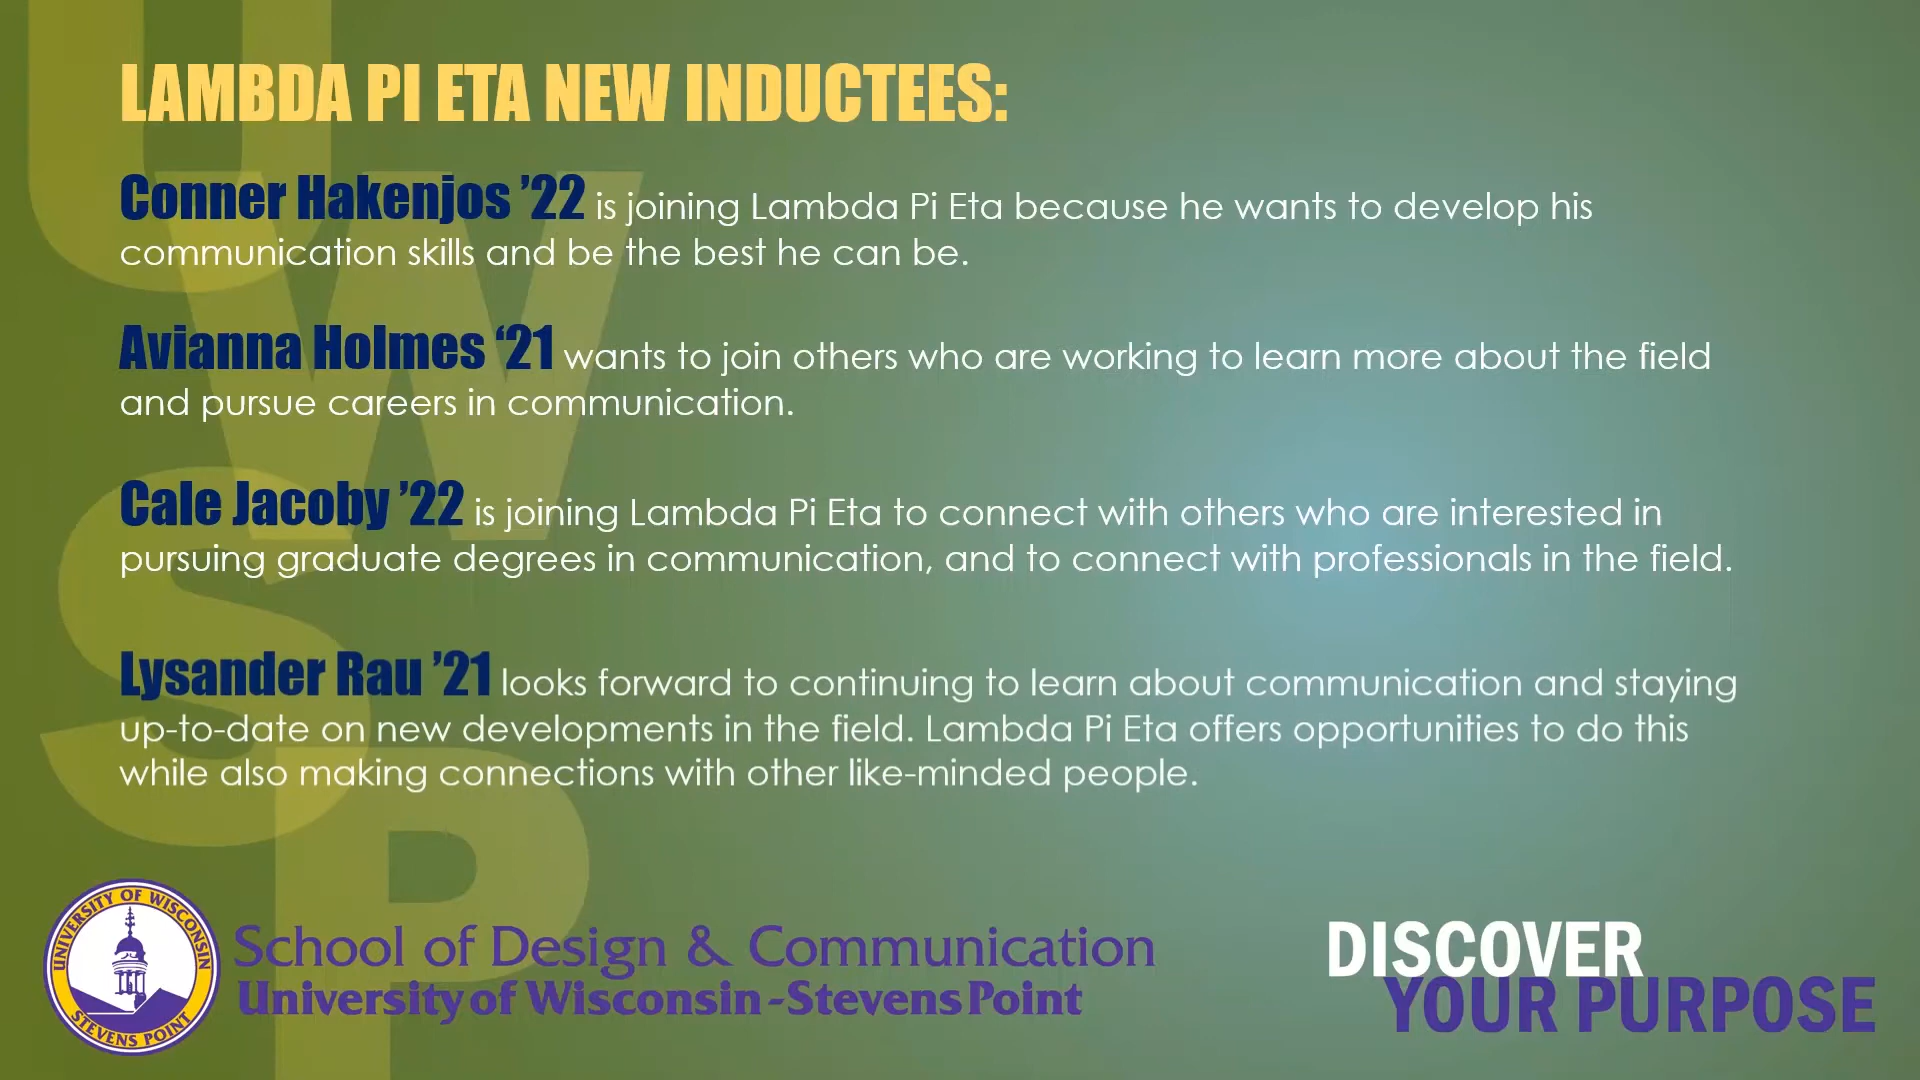 LAMBDA PI ETA NEW INDUCTEES:
Conner Hakenjos ’22 is joining Lambda Pi Eta because he wants to develop his
communication skills and be the best he can be.
Avianna Holmes ‘21 wants to join others who are working to learn more about the field
and pursue careers in communication.
Cale Jacoby ’22 is joining Lambda Pi Eta to connect with others who are interested in
pursuing graduate degrees in communication, and to connect with professionals in the field.
Lysander Rau ’21 looks forward to continuing to learn about communication and staying
up-to-date on new developments in the field. Lambda Pi Eta offers opportunities to do this
while also making connections with other like-minded people.
UWSP
UNIVERSITY OF WISCONSIN
STEVENS POINT
School of Design & Communication
University of Wisconsin-Stevens Point
DISCOVER
YOUR PURPOSE